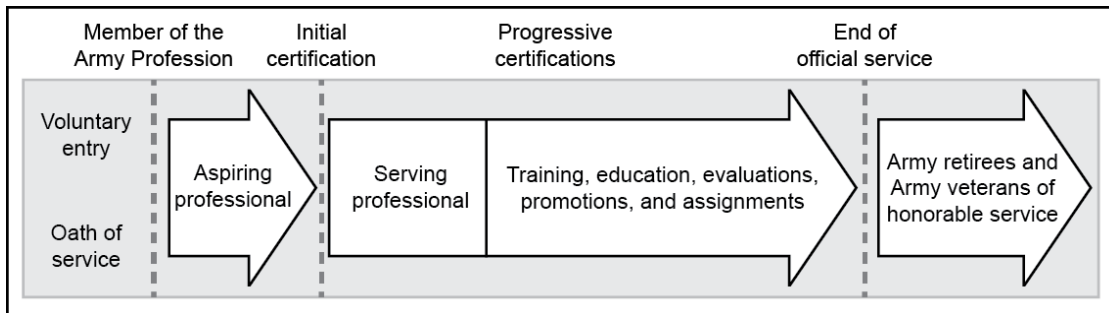 Member of the
Army Profession
Initial
certification
Progressive
certifications
End of
official service
Voluntary
entry
Oath of
service
Aspiring
professional
Serving
professional
Training, education, evaluations,
promotions, and assignments
Army retirees and
Army veterans of
honorable service